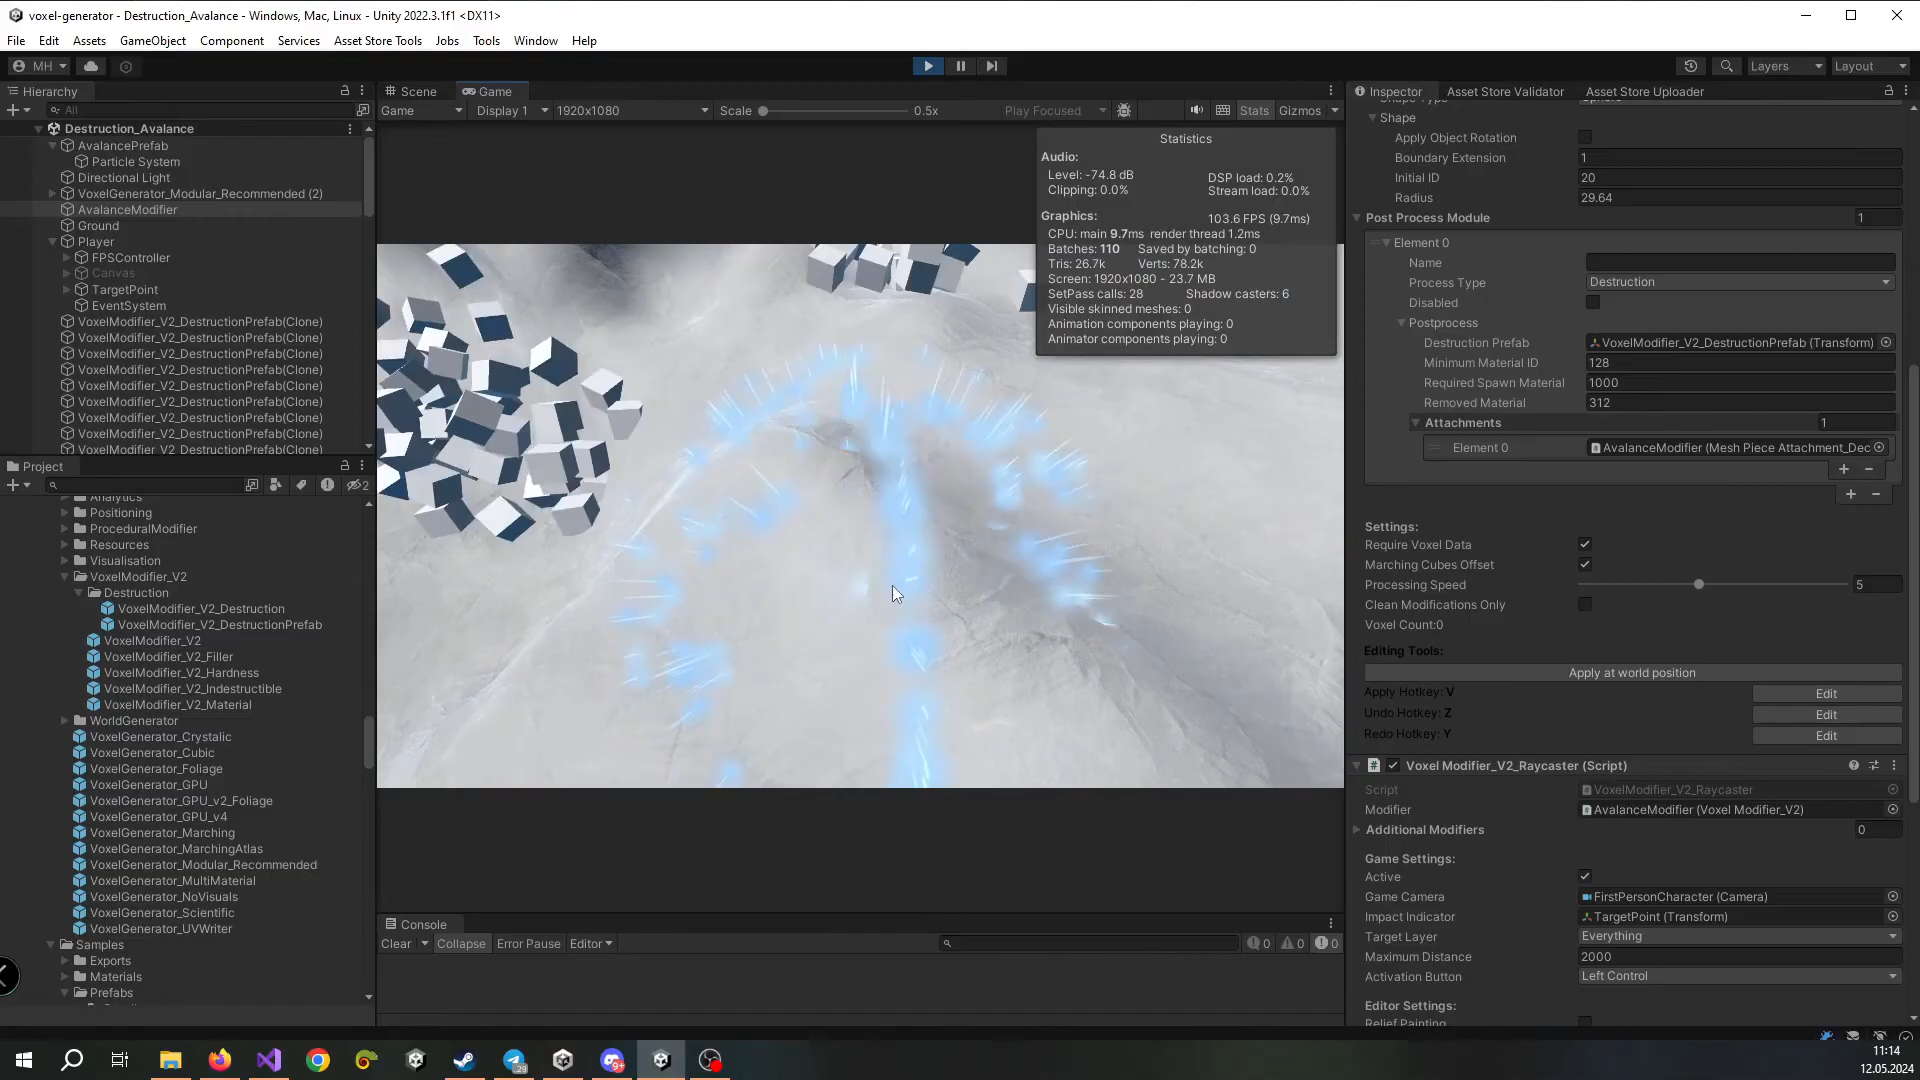 voxel-generator - Destruction_Avalance - Windows, Mac, Linux - Unity 2022.3.1f1 <DX11>
File Edit Assets GameObject Component Services Asset Store Tools Jobs Tools Window Help
MH
Layers Layout
Hierarchy
All
Destruction_Avalance
AvalancePrefab
Particle System
Directional Light
VoxelGenerator_Modular_Recommended (2)
AvalanceModifier
Ground
Player
FPSController
Canvas
TargetPoint
EventSystem
VoxelModifier_V2_DestructionPrefab(Clone)
VoxelModifier_V2_DestructionPrefab(Clone)
VoxelModifier_V2_DestructionPrefab(Clone)
VoxelModifier_V2_DestructionPrefab(Clone)
VoxelModifier_V2_DestructionPrefab(Clone)
VoxelModifier_V2_DestructionPrefab(Clone)
VoxelModifier_V2_DestructionPrefab(Clone)
VoxelModifier_V2_DestructionPrefab(Clone)
VoxelModifier_V2_DestructionPrefab(Clone)
Project
2
Analytics
Positioning
ProceduralModifier
Resources
Visualisation
VoxelModifier_V2
Destruction
VoxelModifier_V2_Destruction
VoxelModifier_V2_DestructionPrefab
VoxelModifier_V2
VoxelModifier_V2_Filler
VoxelModifier_V2_Hardness
VoxelModifier_V2_Indestructible
VoxelModifier_V2_Material
WorldGenerator
VoxelGenerator_Crystalic
VoxelGenerator_Cubic
VoxelGenerator_Foliage
VoxelGenerator_GPU
VoxelGenerator_GPU_v2_Foliage
VoxelGenerator_GPU_v4
VoxelGenerator_Marching
VoxelGenerator_MarchingAtlas
VoxelGenerator_Modular_Recommended
VoxelGenerator_MultiMaterial
VoxelGenerator_NoVisuals
VoxelGenerator_Scientific
VoxelGenerator_UVWriter
Samples
Exports
Materials
Prefabs
Scene Game
Game Display 1 1920x1080 Scale 0.5x Play Focused Stats Gizmos
Statistics
Audio:
Level: -74.8 dB DSP load: 0.2%
Clipping: 0.0% Stream load: 0.0%
Graphics: 103.6 FPS (9.7ms)
CPU: main 9.7ms render thread 1.2ms
Batches: 110 Saved by batching: 0
Tris: 26.7k Verts: 78.2k
Screen: 1920x1080 - 23.7 MB
SetPass calls: 28 Shadow casters: 6
Visible skinned meshes: 0
Animation components playing: 0
Animator components playing: 0
Console
Clear Collapse Error Pause Editor 0 0 0
Inspector Asset Store Validator Asset Store Uploader
Shape
Apply Object Rotation
Boundary Extension 1
Initial ID 20
Radius 29.64
Post Process Module 1
Element 0
Name
Process Type Destruction
Disabled
Postprocess
Destruction Prefab VoxelModifier_V2_DestructionPrefab (Transform)
Minimum Material ID 128
Required Spawn Material 1000
Removed Material 312
Attachments 1
Element 0 AvalanceModifier (Mesh Piece Attachment_Dec
Settings:
Require Voxel Data
Marching Cubes Offset
Processing Speed 5
Clean Modifications Only
Voxel Count:0
Editing Tools:
Apply at world position
Apply Hotkey: V Edit
Undo Hotkey: Z Edit
Redo Hotkey: Y Edit
Voxel Modifier_V2_Raycaster (Script)
Script VoxelModifier_V2_Raycaster
Modifier AvalanceModifier (Voxel Modifier_V2)
Additional Modifiers 0
Game Settings:
Active
Game Camera FirstPersonCharacter (Camera)
Impact Indicator TargetPoint (Transform)
Target Layer Everything
Maximum Distance 2000
Activation Button Left Control
Editor Settings:
Relief Painting
29 9+
11:14
12.05.2024